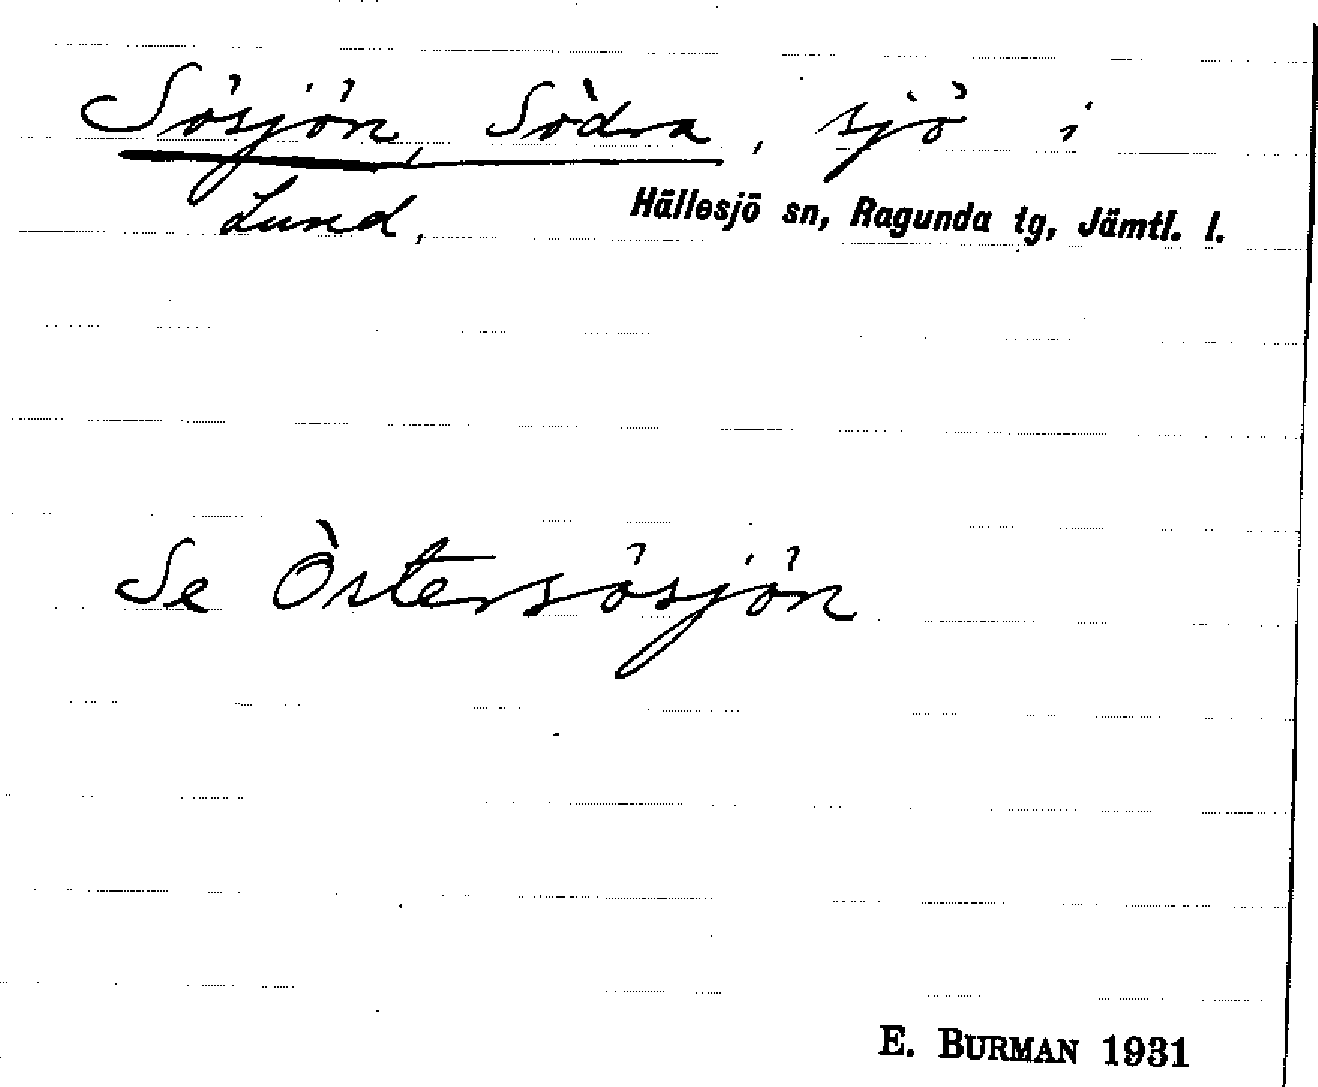 Sösjön, Södra, sjö i
Lund, Hällesjö sn, Ragunda tg, Jämtl. l.
Se Östersösjön
E. BURMAN 1931